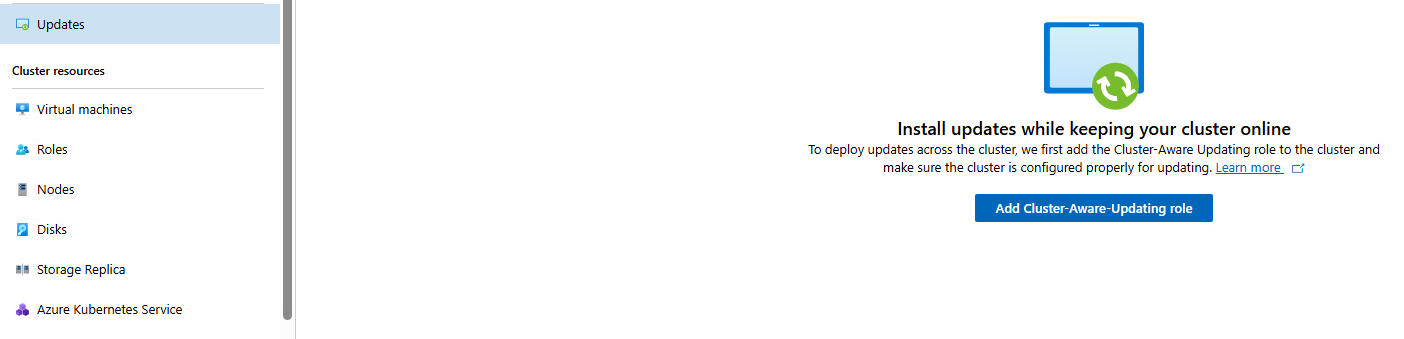 Updates
Cluster resources
Virtual machines
Roles
Nodes
Disks
Storage Replica
Azure Kubernetes Service
Install updates while keeping your cluster online
To deploy updates across the cluster, we first add the Cluster-Aware Updating role to the cluster and
make sure the cluster is configured properly for updating. Learn more
Add Cluster-Aware-Updating role